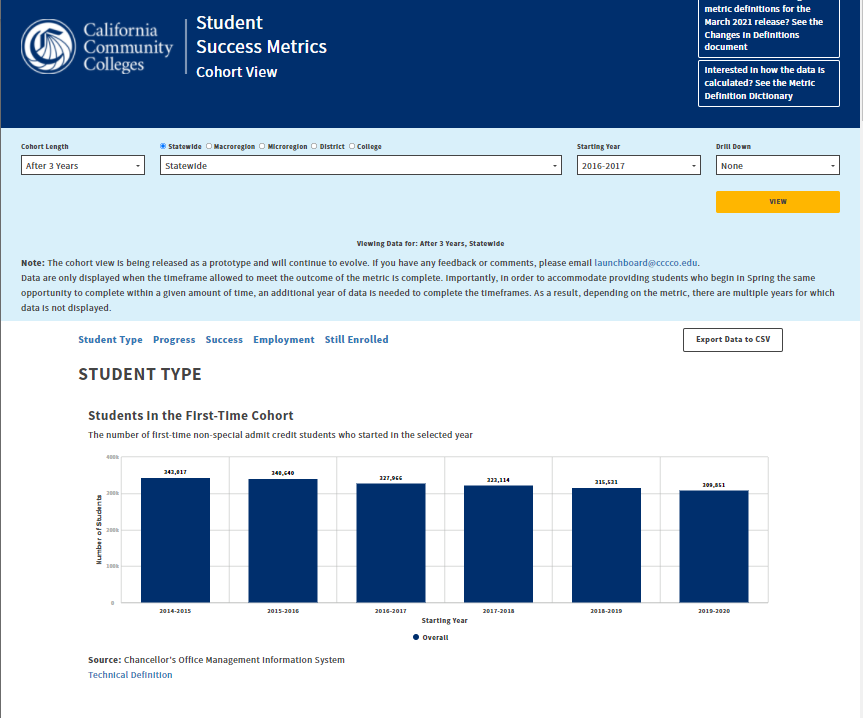 California
Community
Colleges
Student
Success Metrics
Cohort View
metric definitions for the
March 2021 release? See the
Changes in Definitions
document
Interested in how the data is
calculated? See the Metric
Definition Dictionary
Cohort Length
Statewide Macroregion Microregion District College
Starting Year
Drill Down
After 3 Years
Statewide
2016-2017
None
VIEW
Viewing Data for: After 3 Years, Statewide
Note: The cohort view is being released as a prototype and will continue to evolve. If you have any feedback or comments, please email launchboard@cccco.edu.
Data are only displayed when the timeframe allowed to meet the outcome of the metric is complete. Importantly, in order to accommodate providing students who begin in Spring the same
opportunity to complete within a given amount of time, an additional year of data is needed to complete the timeframes. As a result, depending on the metric, there are multiple years for which
data is not displayed.
Student Type Progress Success Employment Still Enrolled
Export Data to CSV
STUDENT TYPE
Students in the First-Time Cohort
The number of first-time non-special admit credit students who started in the selected year
Number of Students
400k
300k
200k
100k
0
343,017
340,640
327,966
323,114
315,531
309,851
2014-2015
2015-2016
2016-2017
2017-2018
2018-2019
2019-2020
Starting Year
Overall
Source: Chancellor's Office Management Information System
Technical Definition